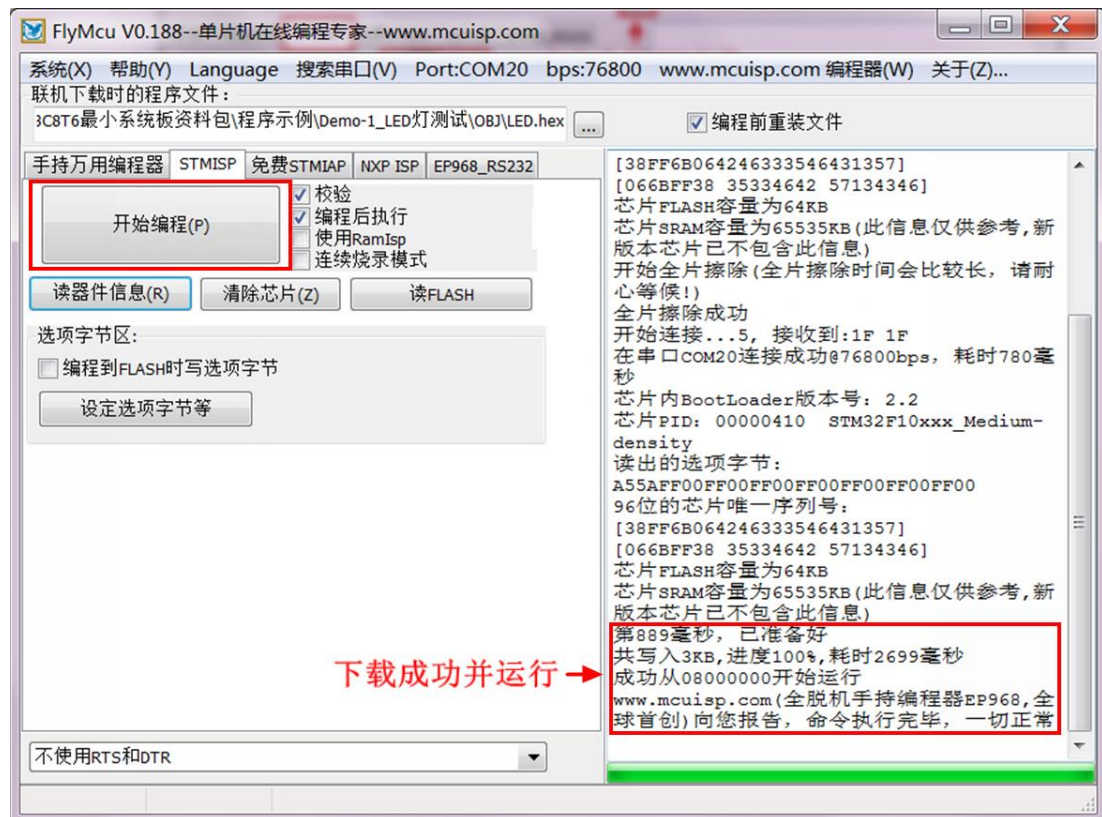 FlyMcu V0.188--单片机在线编程专家--www.mcuisp.com
系统(X) 帮助(Y) Language 搜索串口(V) Port:COM20 bps:76800 www.mcuisp.com 编程器(W) 关于(Z)...
联机下载时的程序文件：
3C8T6最小系统板资料包\程序示例\Demo-1_LED灯测试\OBJ\LED.hex ... 编程前重装文件
手持万用编程器 STMISP 免费STMIAP NXP ISP EP968_RS232
开始编程(P)
校验
编程后执行
使用RamIsp
连续烧录模式
读器件信息(R) 清除芯片(Z) 读FLASH
选项字节区:
编程到FLASH时写选项字节
设定选项字节等
[38FF6B064246333546431357]
[066BFF38 35334642 57134346]
芯片FLASH容量为64KB
芯片SRAM容量为65535KB(此信息仅供参考,新
版本芯片已不包含此信息)
开始全片擦除(全片擦除时间会比较长，请耐
心等候!)
全片擦除成功
开始连接...5, 接收到:1F 1F
在串口COM20连接成功@76800bps, 耗时780毫
秒
芯片内BootLoader版本号: 2.2
芯片PID: 00000410 STM32F10xxx_Medium-
density
读出的选项字节:
A55AFF00FF00FF00FF00FF00FF00FF00
96位的芯片唯一序列号:
[38FF6B064246333546431357]
[066BFF38 35334642 57134346]
芯片FLASH容量为64KB
芯片SRAM容量为65535KB(此信息仅供参考,新
版本芯片已不包含此信息)
第889毫秒, 已准备好
共写入3KB,进度100%,耗时2699毫秒
成功从08000000开始运行
www.mcuisp.com(全脱机手持编程器EP968,全
球首创)向您报告, 命令执行完毕, 一切正常
下载成功并运行
不使用RTS和DTR